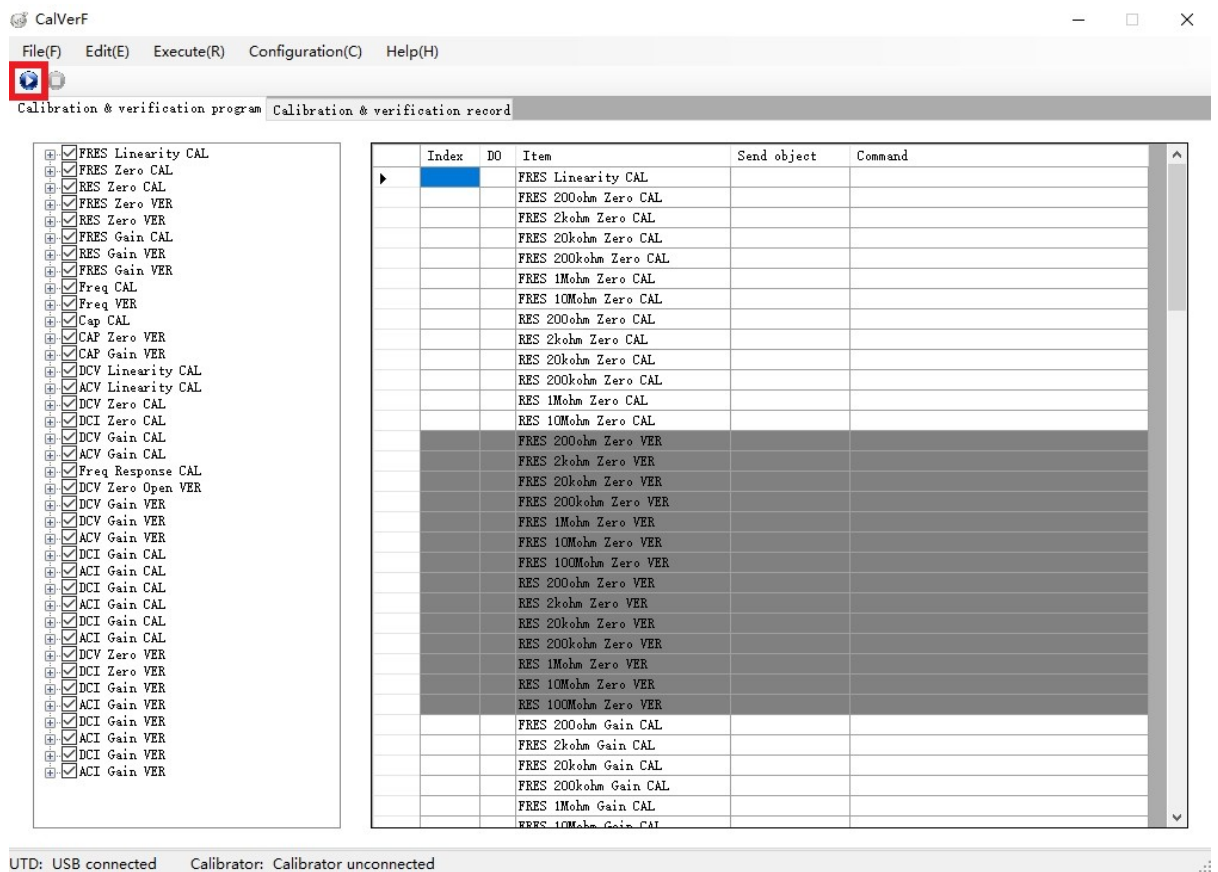 CalVerF
File(F) Edit(E) Execute(R) Configuration(C) Help(H)
Calibration & verification program Calibration & verification record
FRES Linearity CAL
FRES Zero CAL
RES Zero CAL
FRES Zero VER
RES Zero VER
FRES Gain CAL
RES Gain VER
FRES Gain VER
Freq CAL
Freq VER
Cap CAL
CAP Zero VER
CAP Gain VER
DCV Linearity CAL
ACV Linearity CAL
DCV Zero CAL
DCI Zero CAL
DCV Gain CAL
ACV Gain CAL
Freq Response CAL
DCV Zero Open VER
DCV Gain VER
DCV Gain VER
ACV Gain VER
DCI Gain CAL
ACI Gain CAL
DCI Gain CAL
ACI Gain CAL
DCI Gain CAL
ACI Gain CAL
DCV Zero VER
DCI Zero VER
DCI Gain VER
ACI Gain VER
DCI Gain VER
ACI Gain VER
DCI Gain VER
ACI Gain VER
Index DO Item Send object Command
FRES Linearity CAL
FRES 200ohm Zero CAL
FRES 2kohm Zero CAL
FRES 20kohm Zero CAL
FRES 200kohm Zero CAL
FRES 1Mohm Zero CAL
FRES 10Mohm Zero CAL
RES 200ohm Zero CAL
RES 2kohm Zero CAL
RES 20kohm Zero CAL
RES 200kohm Zero CAL
RES 1Mohm Zero CAL
RES 10Mohm Zero CAL
FRES 200ohm Zero VER
FRES 2kohm Zero VER
FRES 20kohm Zero VER
FRES 200kohm Zero VER
FRES 1Mohm Zero VER
FRES 10Mohm Zero VER
FRES 100Mohm Zero VER
RES 200ohm Zero VER
RES 2kohm Zero VER
RES 20kohm Zero VER
RES 200kohm Zero VER
RES 1Mohm Zero VER
RES 10Mohm Zero VER
RES 100Mohm Zero VER
FRES 200ohm Gain CAL
FRES 2kohm Gain CAL
FRES 20kohm Gain CAL
FRES 200kohm Gain CAL
FRES 1Mohm Gain CAL
FRES 10Mohm Gain CAL
UTD: USB connected Calibrator: Calibrator unconnected